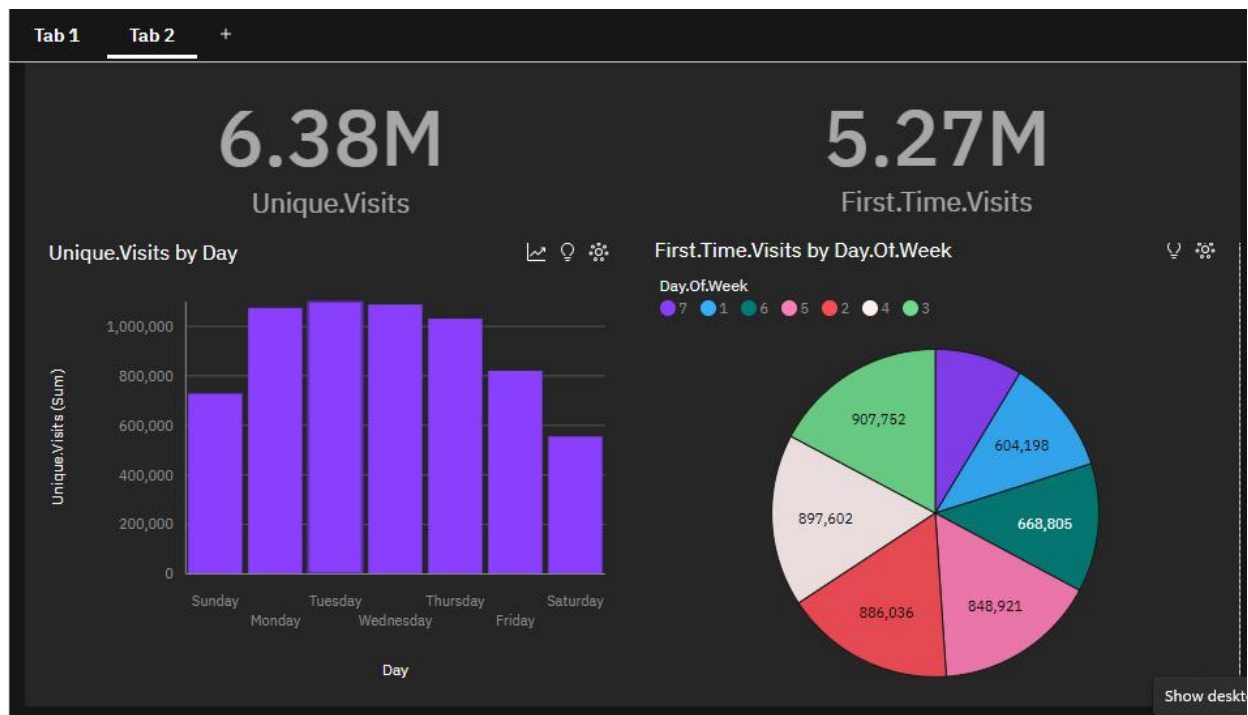 Tab 1 Tab 2 +
6.38M
Unique.Visits
5.27M
First.Time.Visits
Unique.Visits by Day
Unique.Visits (Sum)
1,000,000
800,000
600,000
400,000
200,000
0
Sunday
Monday
Tuesday
Wednesday
Thursday
Friday
Saturday
Day
First.Time.Visits by Day.Of.Week
Day.Of.Week
7 1 6 5 2 4 3
907,752
604,198
897,602
668,805
886,036
848,921
Show deskt